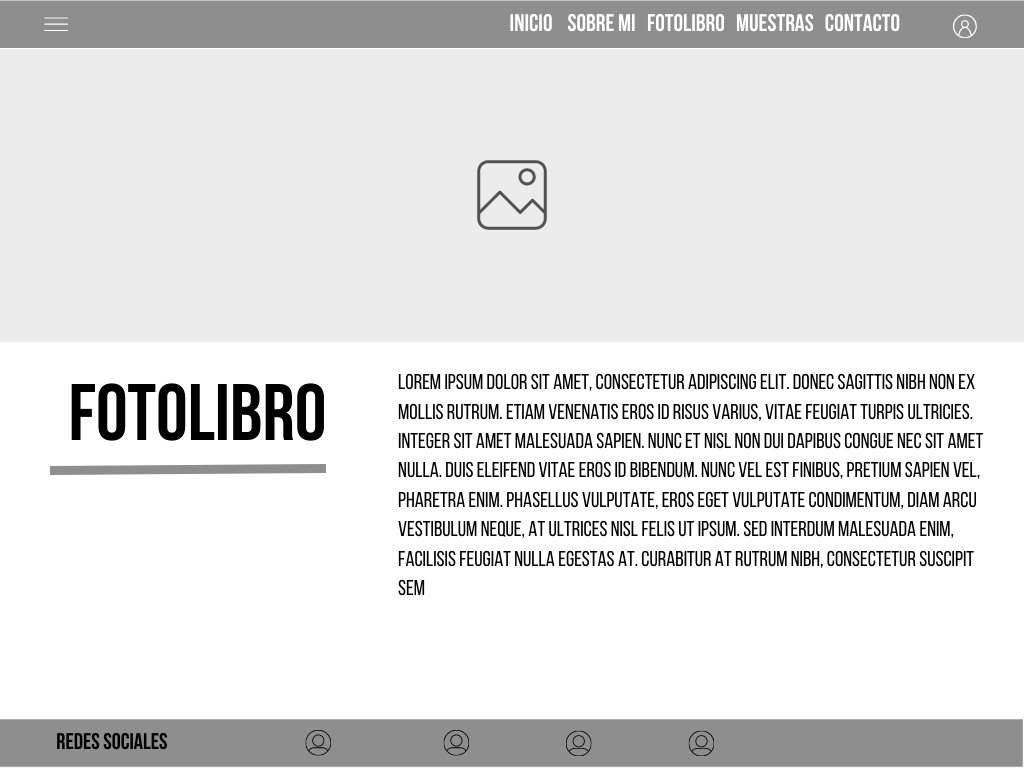 INICIO SOBRE MI FOTOLIBRO MUESTRAS CONTACTO
FOTOLIBRO
LOREM IPSUM DOLOR SIT AMET, CONSECTETUR ADIPISCING ELIT. DONEC SAGITTIS NIBH NON EX
MOLLIS RUTRUM. ETIAM VENENATIS EROS ID RISUS VARIUS, VITAE FEUGIAT TURPIS ULTRICIES.
INTEGER SIT AMET MALESUADA SAPIEN. NUNC ET NISL NON DUI DAPIBUS CONGUE NEC SIT AMET
NULLA. DUIS ELEIFEND VITAE EROS ID BIBENDUM. NUNC VEL EST FINIBUS, PRETIUM SAPIEN VEL,
PHARETRA ENIM. PHASELLUS VULPUTATE, EROS EGET VULPUTATE CONDIMENTUM, DIAM ARCU
VESTIBULUM NEQUE, AT ULTRICES NISL FELIS UT IPSUM. SED INTERDUM MALESUADA ENIM,
FACILISIS FEUGIAT NULLA EGESTAS AT. CURABITUR AT RUTRUM NIBH, CONSECTETUR SUSCIPIT
SEM
REDES SOCIALES